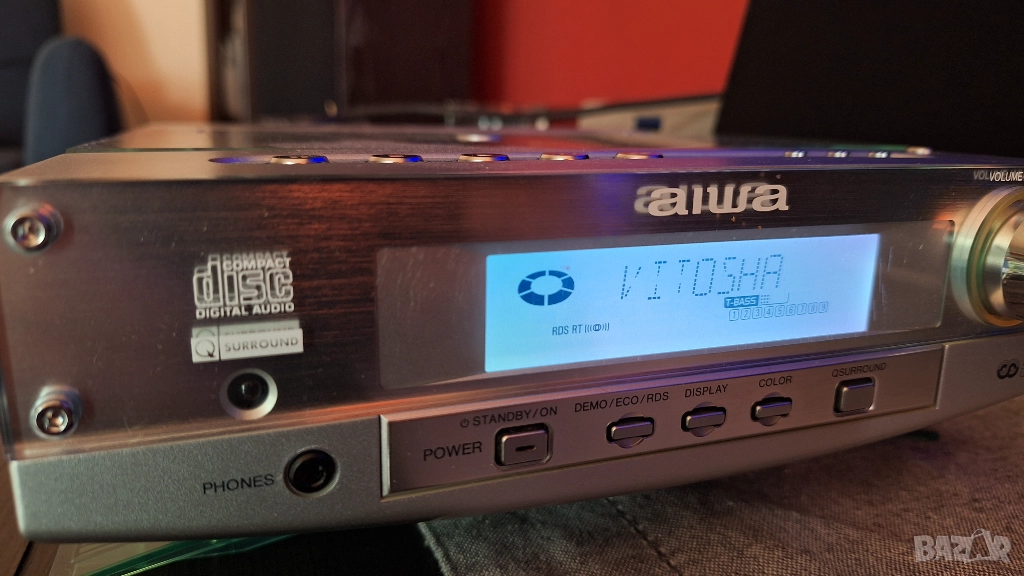 VOLUME
aiwa
COMPACT
disc
DIGITAL AUDIO
Q SURROUND
VITOSHA
T-BASS
12345678910
RDS RT
STANDBY/ON
DEMO/ECO/RDS
DISPLAY
COLOR
QSURROUND
POWER
PHONES
BAZAR